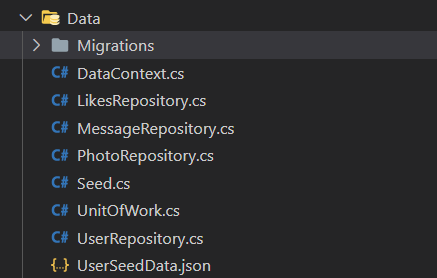 Data
Migrations
C# DataContext.cs
C# LikesRepository.cs
C# MessageRepository.cs
C# PhotoRepository.cs
C# Seed.cs
C# UnitOfWork.cs
C# UserRepository.cs
{..} UserSeedData.json